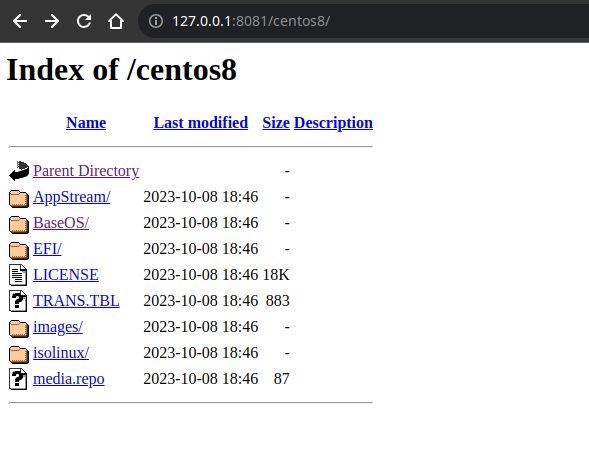 127.0.0.1:8081/centos8/
Index of /centos8
Name Last modified Size Description
Parent Directory -
AppStream/ 2023-10-08 18:46 -
BaseOS/ 2023-10-08 18:46 -
EFI/ 2023-10-08 18:46 -
LICENSE 2023-10-08 18:46 18K
TRANS.TBL 2023-10-08 18:46 883
images/ 2023-10-08 18:46 -
isolinux/ 2023-10-08 18:46 -
media.repo 2023-10-08 18:46 87